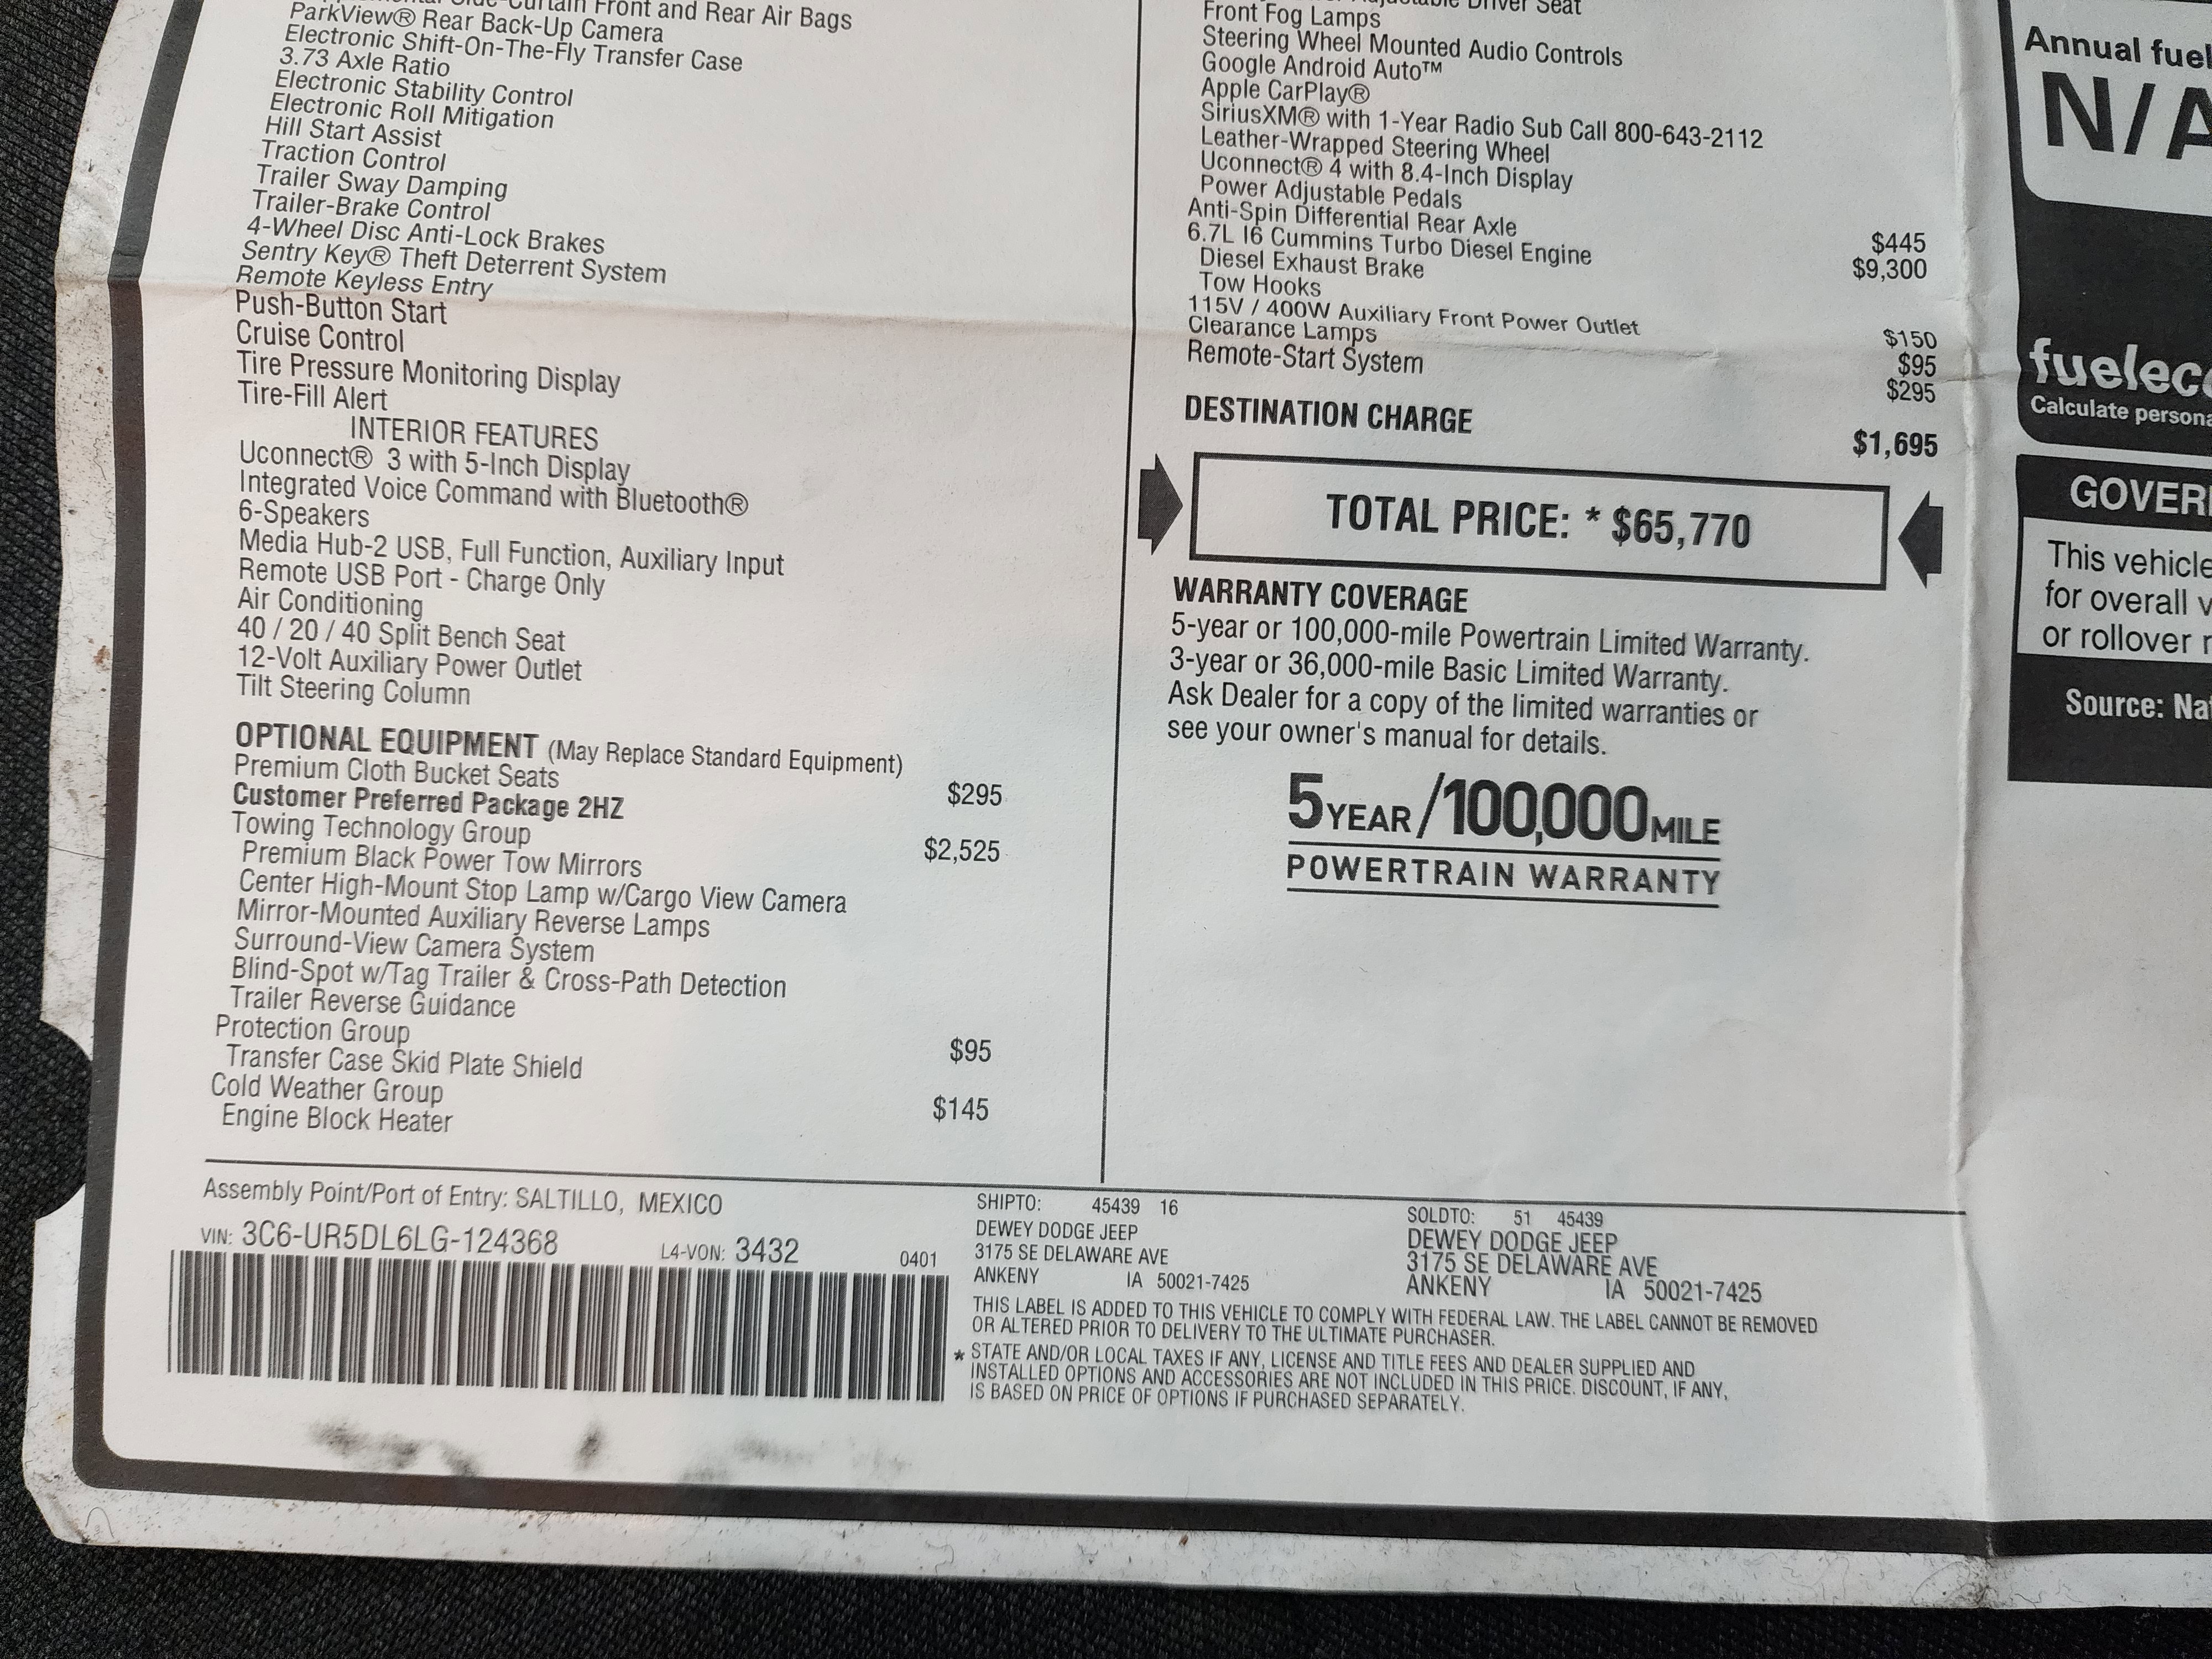 Side-Curtain Front and Rear Air Bags
ParkView® Rear Back-Up Camera
Electronic Shift-On-The-Fly Transfer Case
3.73 Axle Ratio
Electronic Stability Control
Electronic Roll Mitigation
Hill Start Assist
Traction Control
Trailer Sway Damping
Trailer-Brake Control
4-Wheel Disc Anti-Lock Brakes
Sentry Key® Theft Deterrent System
Remote Keyless Entry
Push-Button Start
Cruise Control
Tire Pressure Monitoring Display
Tire-Fill Alert
INTERIOR FEATURES
Uconnect® 3 with 5-Inch Display
Integrated Voice Command with Bluetooth®
6-Speakers
Media Hub-2 USB, Full Function, Auxiliary Input
Remote USB Port - Charge Only
Air Conditioning
40 / 20 / 40 Split Bench Seat
12-Volt Auxiliary Power Outlet
Tilt Steering Column
OPTIONAL EQUIPMENT (May Replace Standard Equipment)
Premium Cloth Bucket Seats $295
Customer Preferred Package 2HZ
Towing Technology Group $2,525
Premium Black Power Tow Mirrors
Center High-Mount Stop Lamp w/Cargo View Camera
Mirror-Mounted Auxiliary Reverse Lamps
Surround-View Camera System
Blind-Spot w/Tag Trailer & Cross-Path Detection
Trailer Reverse Guidance
Protection Group $95
Transfer Case Skid Plate Shield
Cold Weather Group $145
Engine Block Heater
Driver Seat
Front Fog Lamps
Steering Wheel Mounted Audio Controls
Google Android Auto™
Apple CarPlay®
SiriusXM® with 1-Year Radio Sub Call 800-643-2112
Leather-Wrapped Steering Wheel
Uconnect® 4 with 8.4-Inch Display
Power Adjustable Pedals
Anti-Spin Differential Rear Axle $445
6.7L I6 Cummins Turbo Diesel Engine $9,300
Diesel Exhaust Brake
Tow Hooks
115V / 400W Auxiliary Front Power Outlet $150
Clearance Lamps $95
Remote-Start System $295
DESTINATION CHARGE $1,695
TOTAL PRICE: * $65,770
WARRANTY COVERAGE
5-year or 100,000-mile Powertrain Limited Warranty.
3-year or 36,000-mile Basic Limited Warranty.
Ask Dealer for a copy of the limited warranties or
see your owner's manual for details.
5 YEAR/100,000 MILE
POWERTRAIN WARRANTY
Annual fuel
N/A
Calculate
This vehicle
for overall
or rollover
Source:
Assembly Point/Port of Entry: SALTILLO, MEXICO
VIN: 3C6-UR5DL6LG-124368 L4-VON: 3432 0401
SHIPTO: 45439 16
DEWEY DODGE JEEP
3175 SE DELAWARE AVE
ANKENY IA 50021-7425
SOLDTO: 51 45439
DEWEY DODGE JEEP
3175 SE DELAWARE AVE
ANKENY IA 50021-7425
THIS LABEL IS ADDED TO THIS VEHICLE TO COMPLY WITH FEDERAL LAW. THE LABEL CANNOT BE REMOVED
OR ALTERED PRIOR TO DELIVERY TO THE ULTIMATE PURCHASER.
* STATE AND/OR LOCAL TAXES IF ANY, LICENSE AND TITLE FEES AND DEALER SUPPLIED AND
INSTALLED OPTIONS AND ACCESSORIES ARE NOT INCLUDED IN THIS PRICE. DISCOUNT, IF ANY,
IS BASED ON PRICE OF OPTIONS IF PURCHASED SEPARATELY.